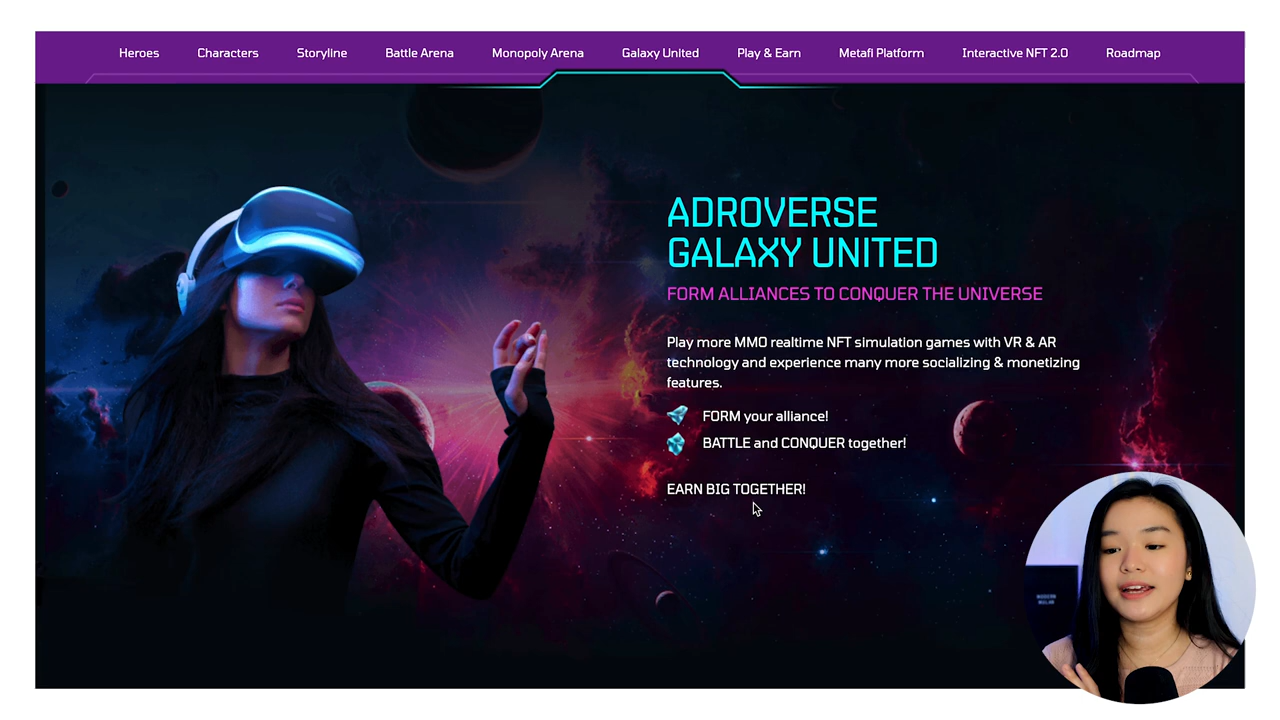 Heroes Characters Storyline Battle Arena Monopoly Arena Galaxy United Play & Earn Metafi Platform Interactive NFT 2.0 Roadmap
ADROVERSE
GALAXY UNITED
FORM ALLIANCES TO CONQUER THE UNIVERSE
Play more MMO realtime NFT simulation games with VR & AR
technology and experience many more socializing & monetizing
features.
FORM your alliance!
BATTLE and CONQUER together!
EARN BIG TOGETHER!
MODERN
MULAN